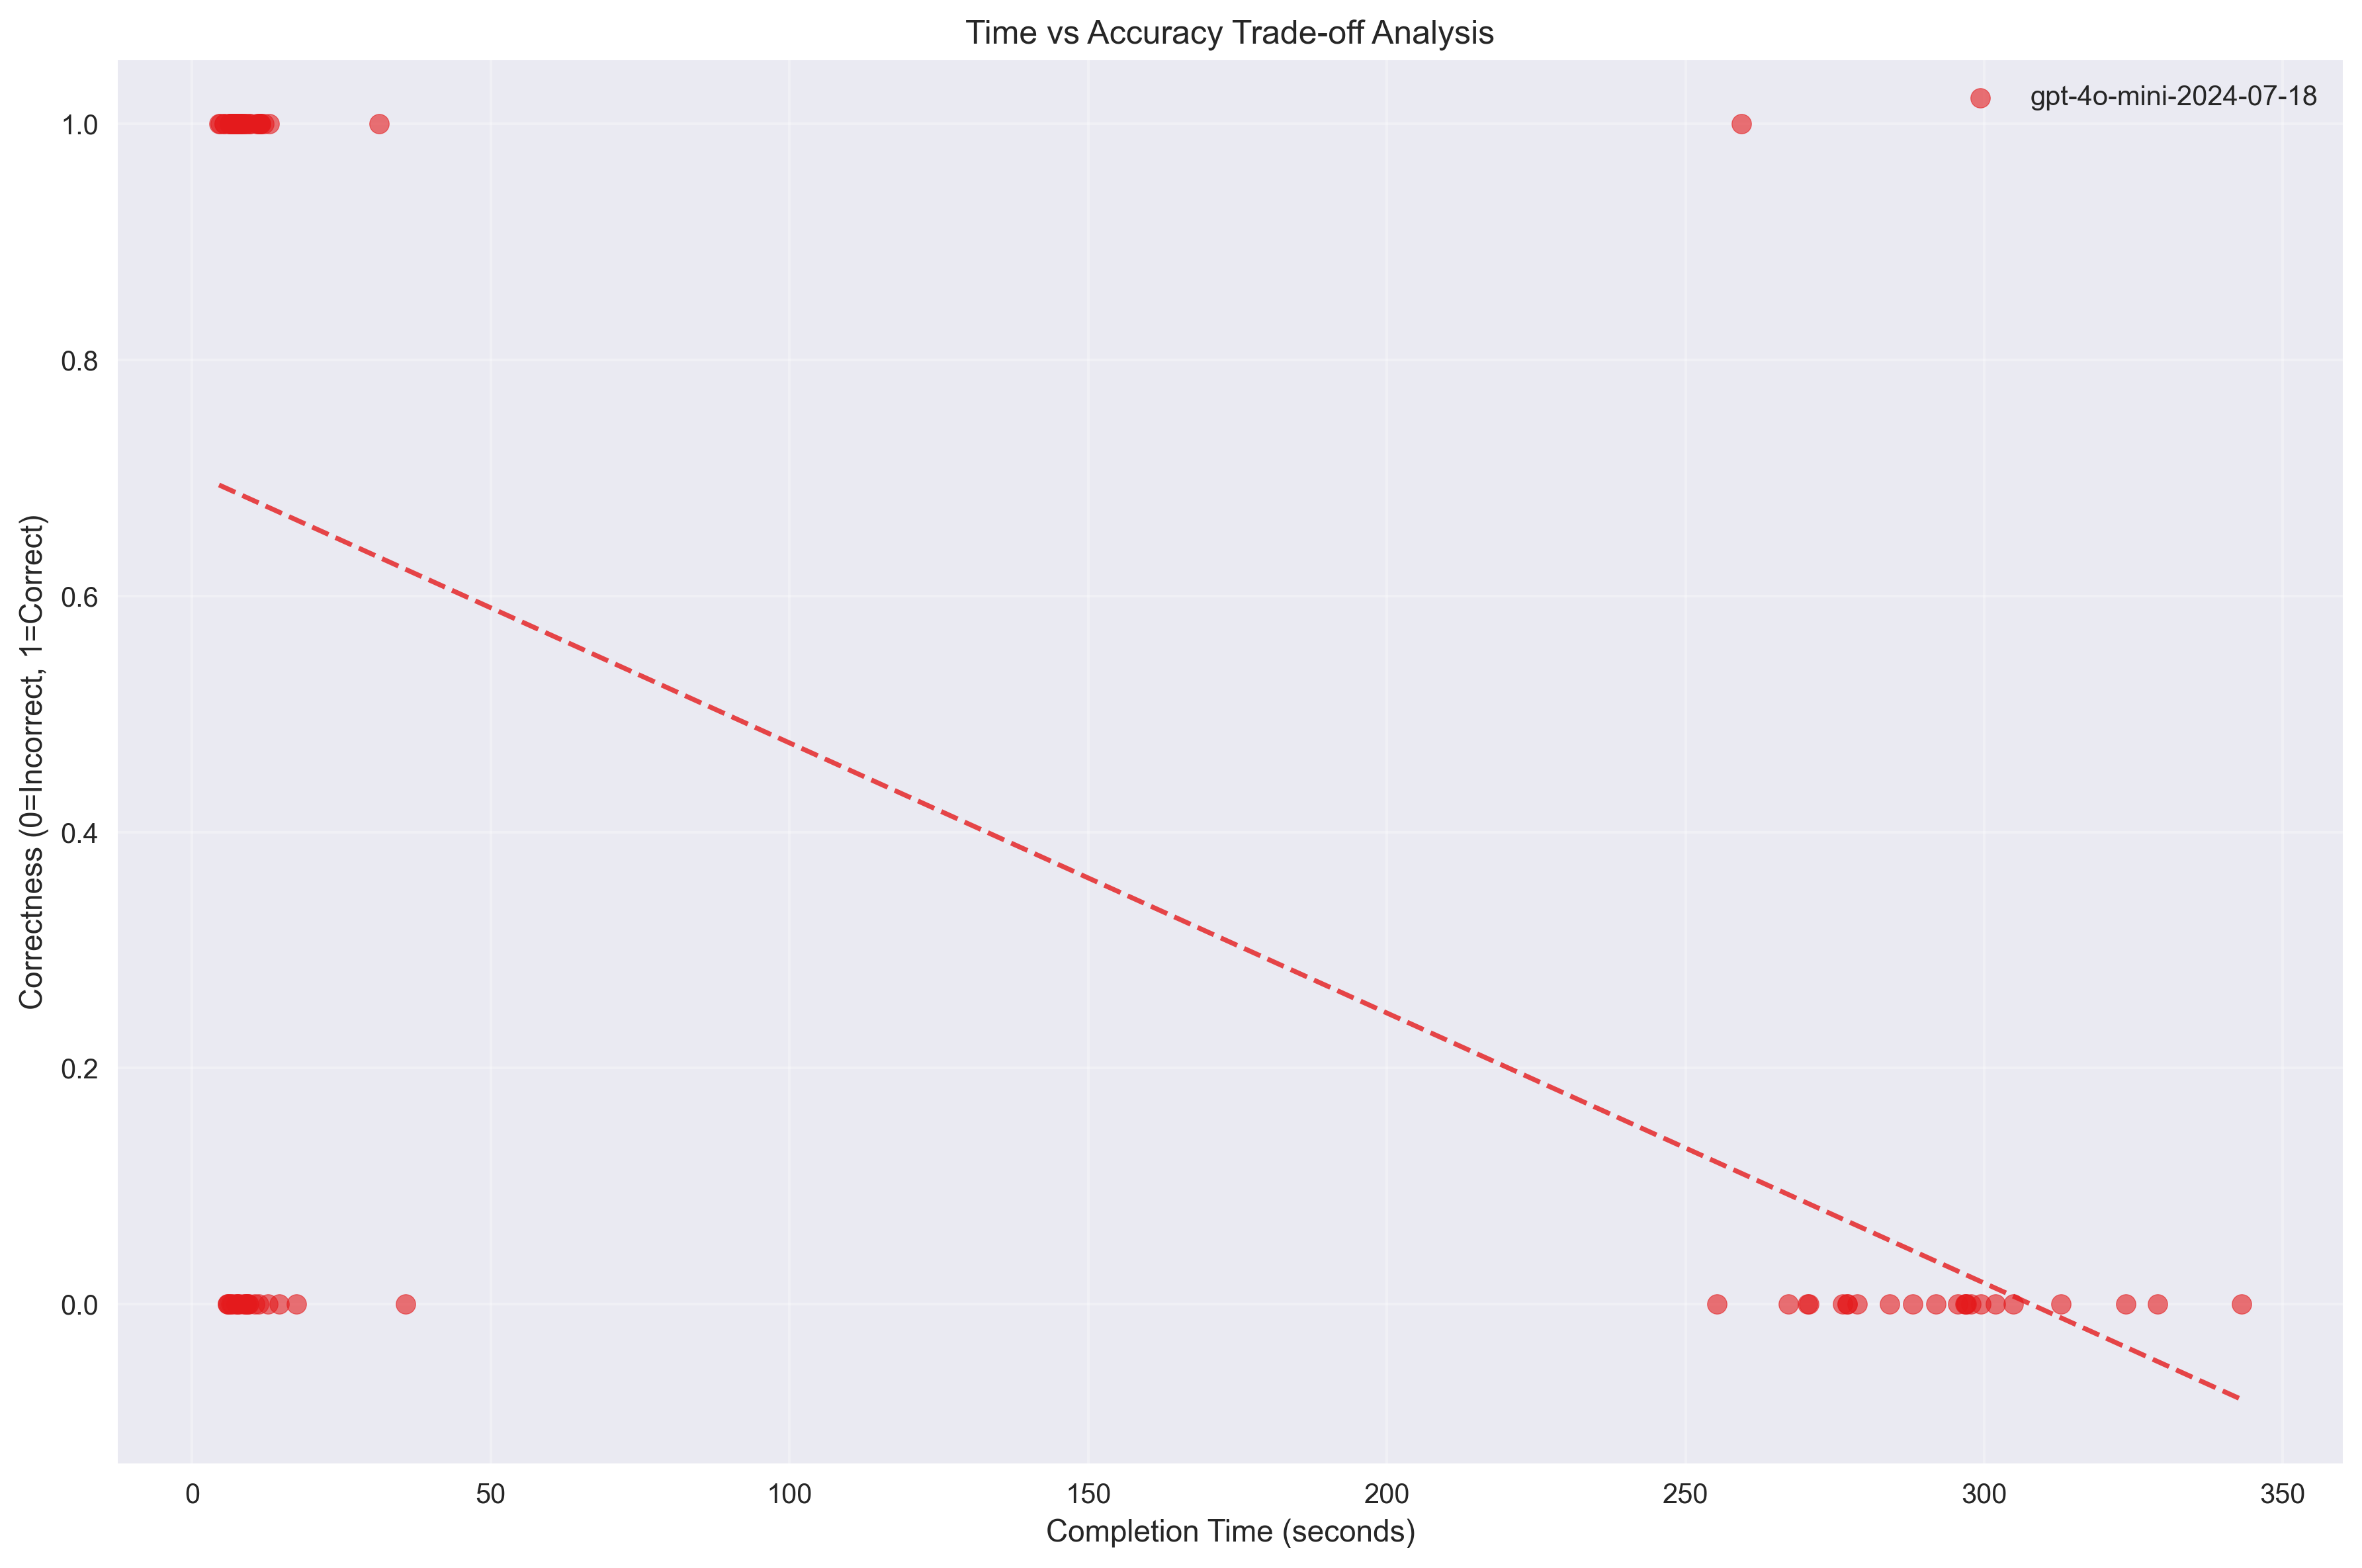 Time vs Accuracy Trade-off Analysis
gpt-4o-mini-2024-07-18
Correctness (0=Incorrect, 1=Correct)
1.0
0.8
0.6
0.4
0.2
0.0
0 50 100 150 200 250 300 350
Completion Time (seconds)